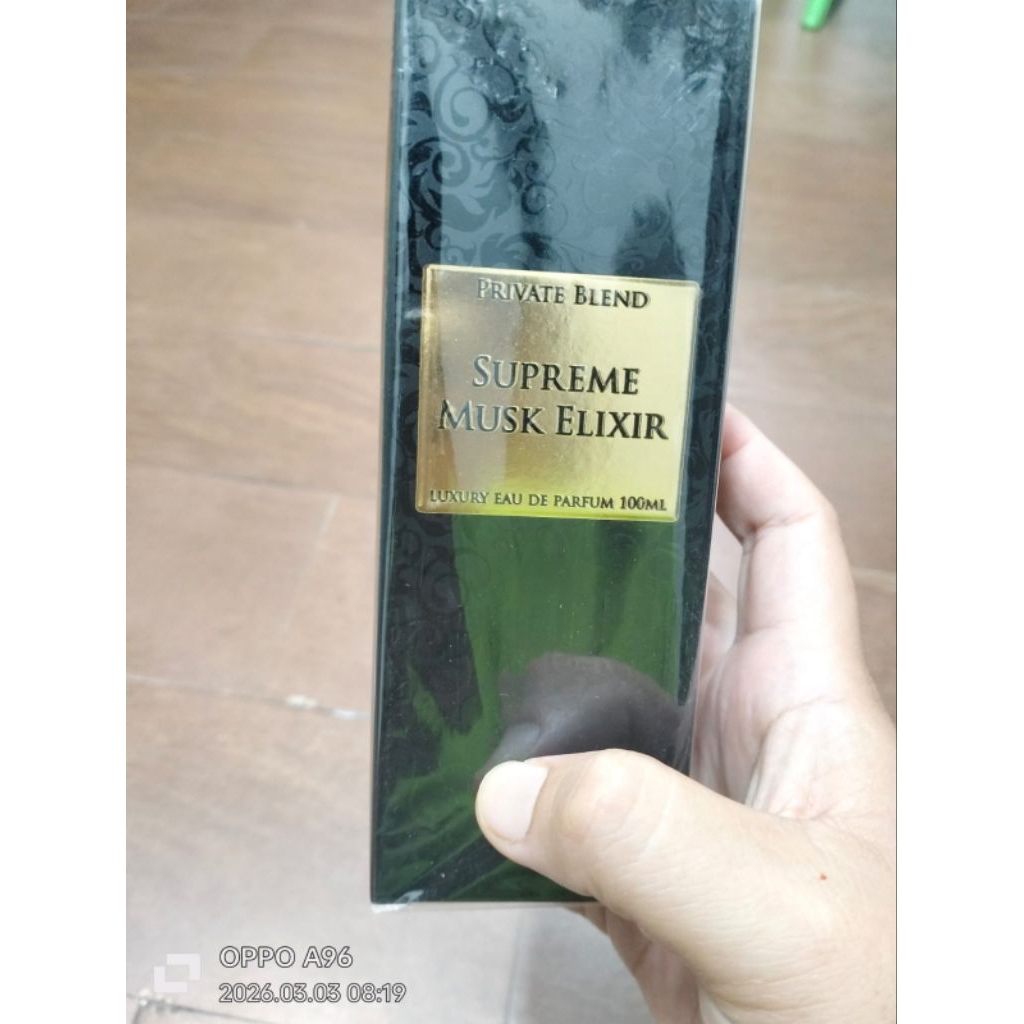 Private Blend
Supreme
Musk Elixir
Luxury Eau de Parfum 100ml
OPPO A96
2026.03.03 08:19